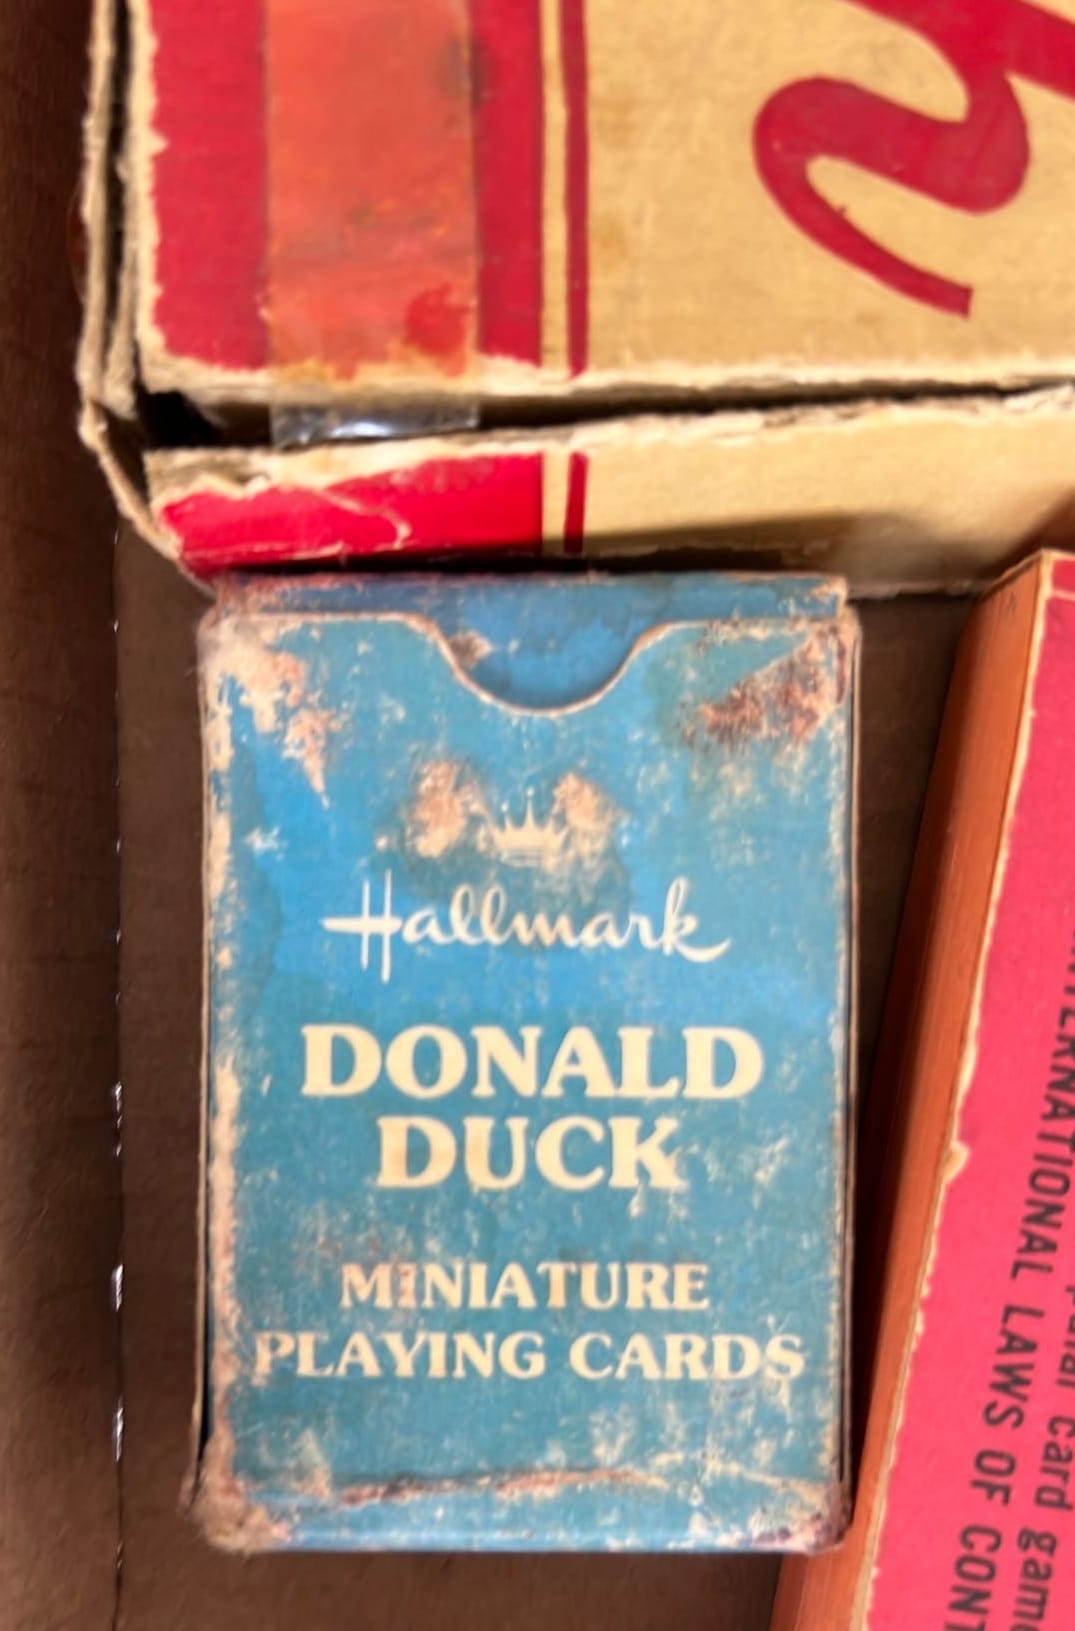 Hallmark
DONALD
DUCK
MINIATURE
PLAYING CARDS
INTERNATIONAL LAWS OF CONT
card game